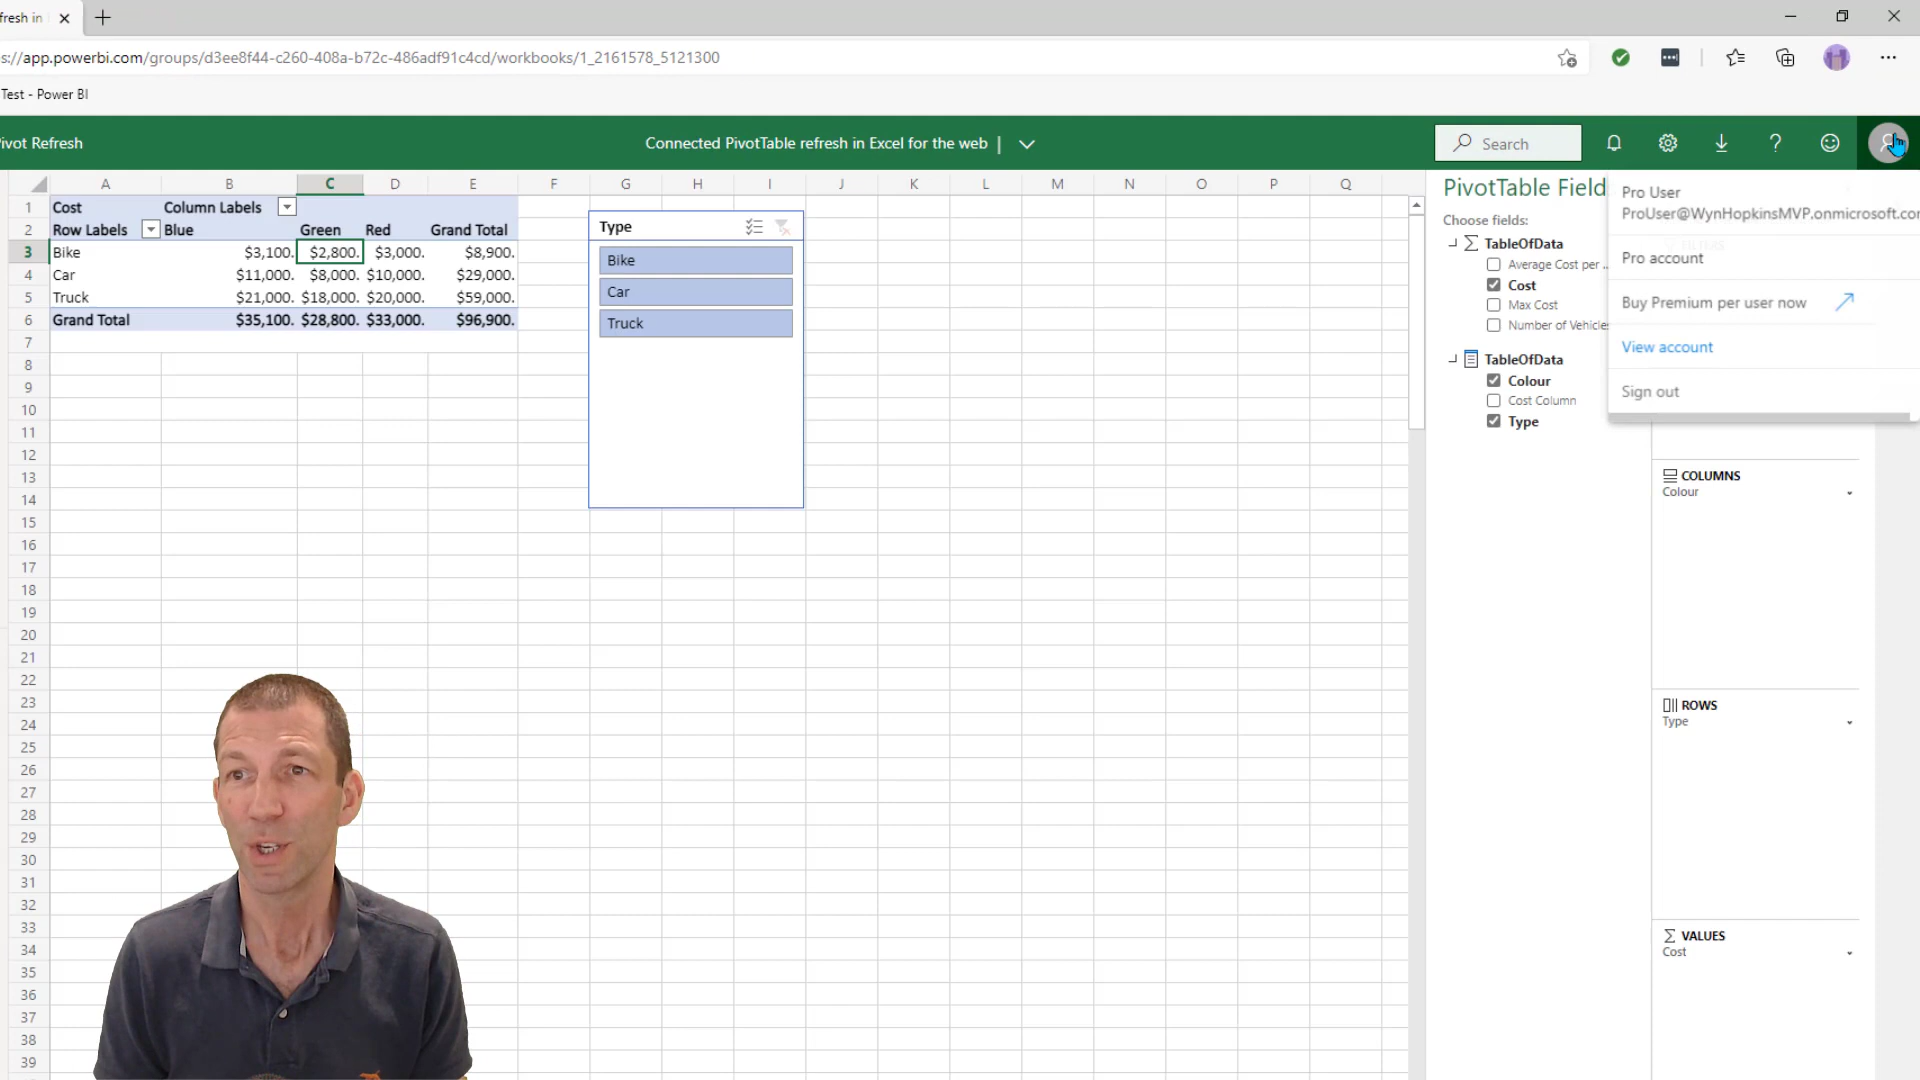 fresh in
s://app.powerbi.com/groups/d3ee8f44-c260-408a-b72c-486adf91c4cd/workbooks/1_2161578_5121300
Test - Power BI
ivot Refresh
Connected PivotTable refresh in Excel for the web |
Search
A B C D E F G H I J K L M N O P Q
1 Cost Column Labels
2 Row Labels Blue Green Red Grand Total
3 Bike $3,100. $2,800. $3,000. $8,900.
4 Car $11,000. $8,000. $10,000. $29,000.
5 Truck $21,000. $18,000. $20,000. $59,000.
6 Grand Total $35,100. $28,800. $33,000. $96,900.
7
8
9
10
11
12
13
14
15
16
17
18
19
20
21
22
23
24
25
26
27
28
29
30
31
32
33
34
35
36
37
38
39
Type
Bike
Car
Truck
PivotTable Field
Choose fields:
TableOfData
Average Cost per ..
Cost
Max Cost
Number of Vehicles
TableOfData
Colour
Cost Column
Type
Pro User
ProUser@WynHopkinsMVP.onmicrosoft.co
Pro account
Buy Premium per user now
View account
Sign out
COLUMNS
Colour
ROWS
Type
VALUES
Cost